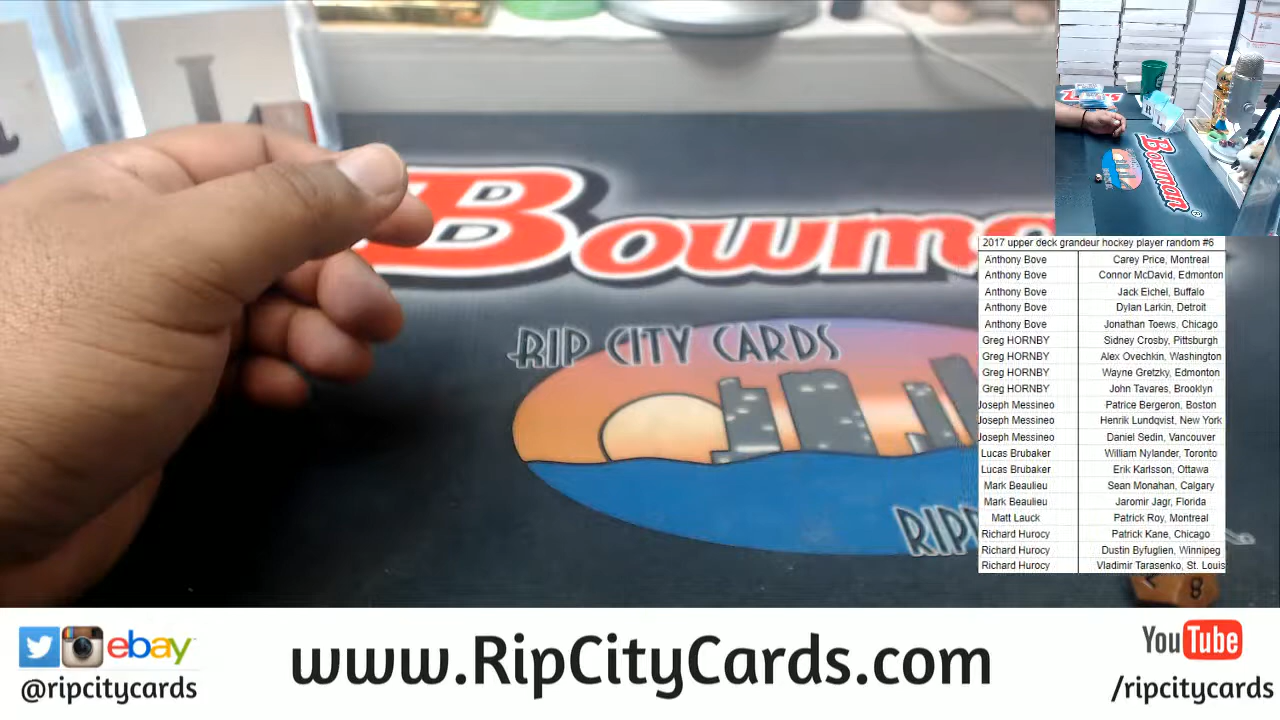 Bowman
RIP CITY CARDS
2017 upper deck grandeur hockey player random #6
Anthony Bove Carey Price, Montreal
Anthony Bove Connor McDavid, Edmonton
Anthony Bove Jack Eichel, Buffalo
Anthony Bove Dylan Larkin, Detroit
Anthony Bove Jonathan Toews, Chicago
Greg HORNBY Sidney Crosby, Pittsburgh
Greg HORNBY Alex Ovechkin, Washington
Greg HORNBY Wayne Gretzky, Edmonton
Greg HORNBY John Tavares, Brooklyn
Joseph Messineo Patrice Bergeron, Boston
Joseph Messineo Henrik Lundqvist, New York
Joseph Messineo Daniel Sedin, Vancouver
Lucas Brubaker William Nylander, Toronto
Lucas Brubaker Erik Karlsson, Ottawa
Mark Beaulieu Sean Monahan, Calgary
Mark Beaulieu Jaromir Jagr, Florida
Matt Lauck Patrick Roy, Montreal
Richard Hurocy Patrick Kane, Chicago
Richard Hurocy Dustin Byfuglien, Winnipeg
Richard Hurocy Vladimir Tarasenko, St. Louis
Bowma
RIPP
8
ebay
@ripcitycards
www.RipCityCards.com
YouTube
/ripcitycards